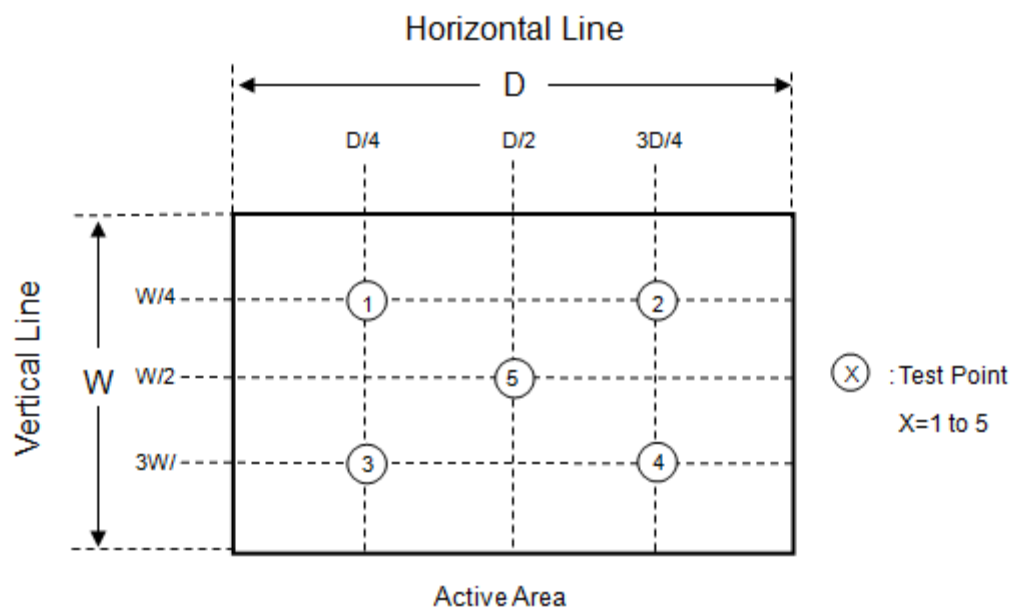 Horizontal Line
D
D/4 D/2 3D/4
Vertical Line
W
W/4
1 2
W/2
5
X : Test Point
X=1 to 5
3W/
3 4
Active Area